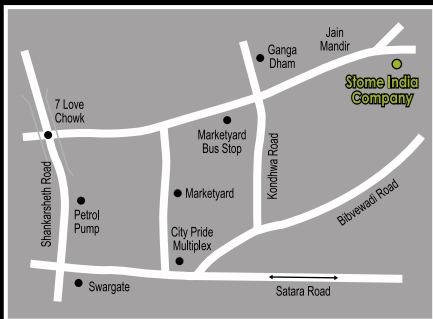 Jain
Mandir
Ganga
Dham
Stome India
Company
7 Love
Chowk
Marketyard
Bus Stop
Kondhwa Road
Shankarsheth Road
Marketyard
Bibvewadi Road
Petrol
Pump
City Pride
Multiplex
Swargate
Satara Road